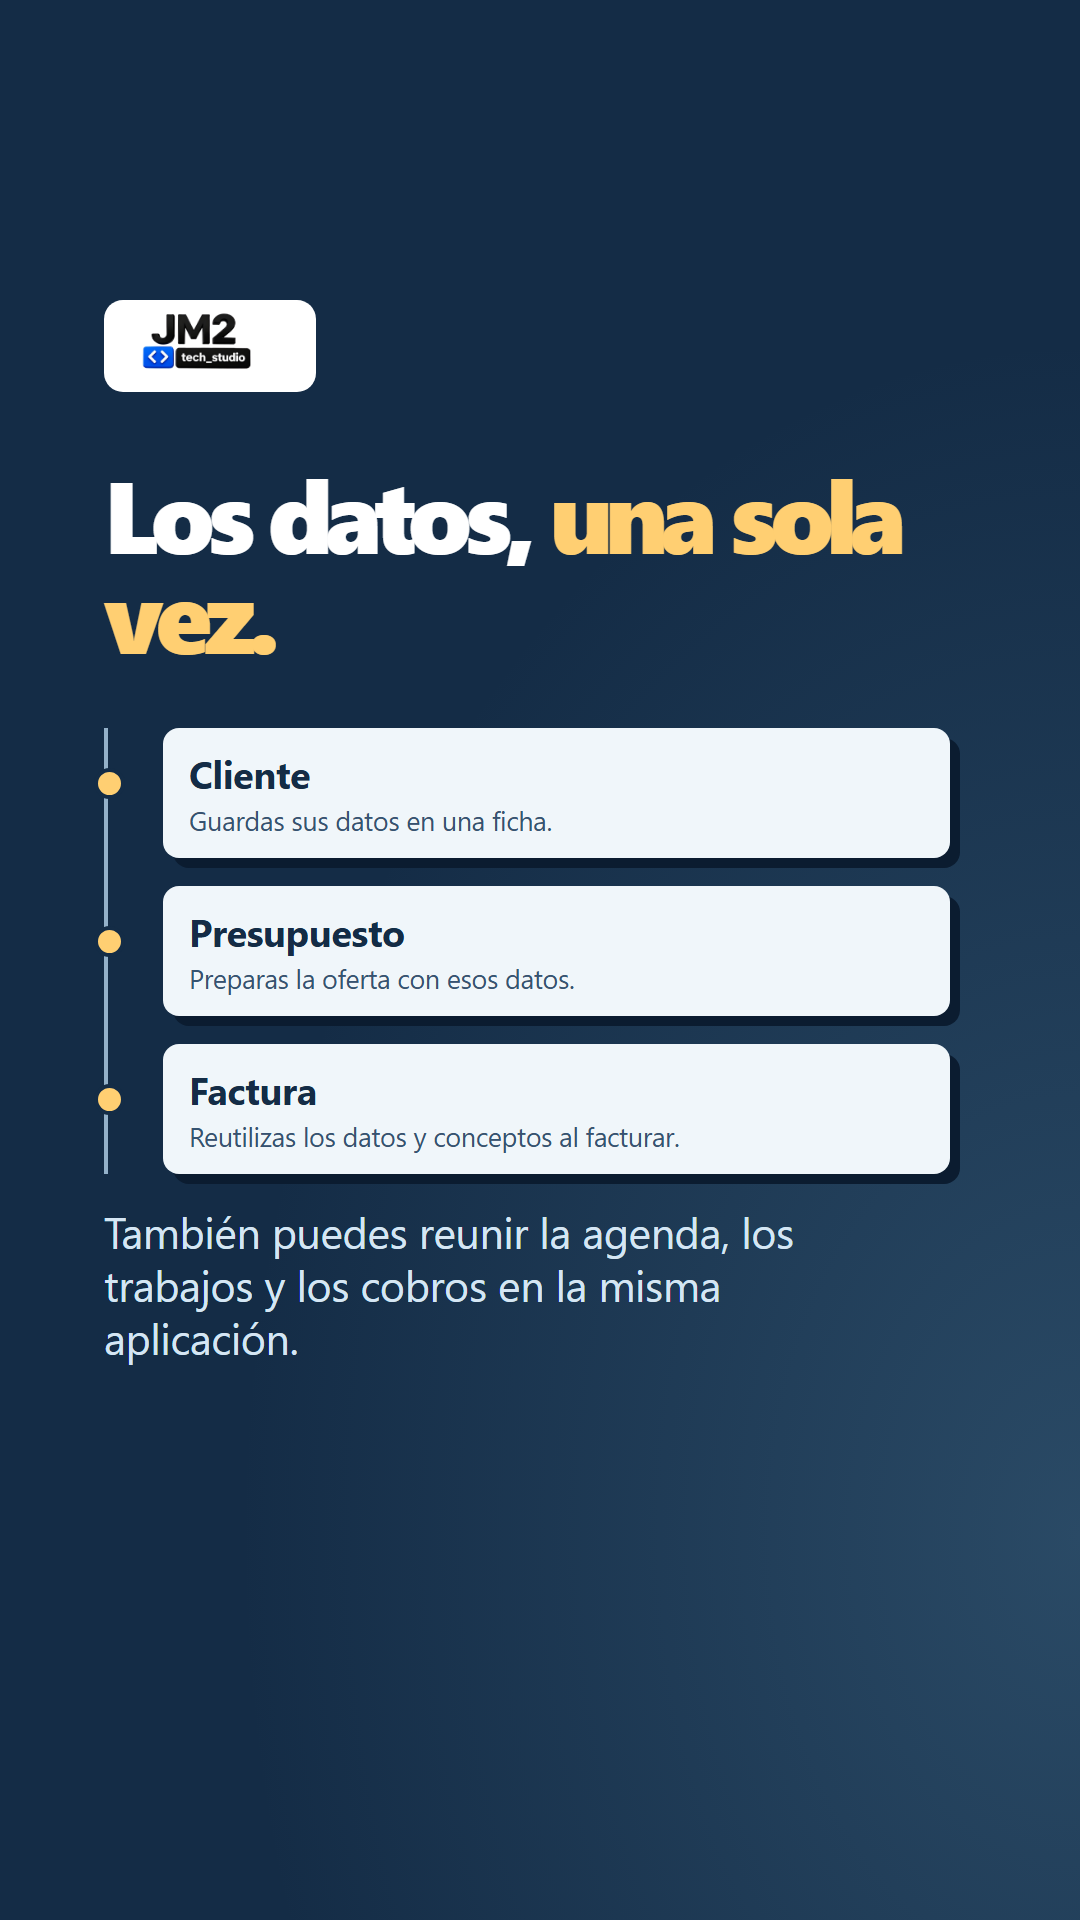 JM2
<> tech_studio
Los datos, una sola
vez.
Cliente
Guardas sus datos en una ficha.
Presupuesto
Preparas la oferta con esos datos.
Factura
Reutilizas los datos y conceptos al facturar.
También puedes reunir la agenda, los
trabajos y los cobros en la misma
aplicación.